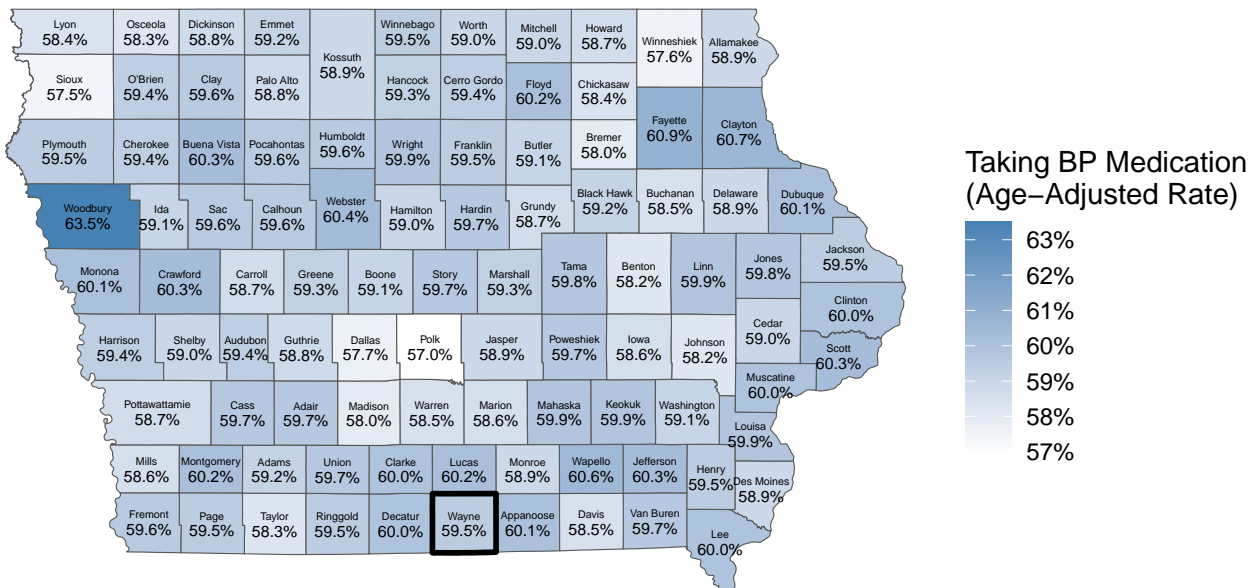 Lyon
58.4%
Osceola
58.3%
Dickinson
58.8%
Emmet
59.2%
Kossuth
58.9%
Winnebago
59.5%
Worth
59.0%
Mitchell
59.0%
Howard
58.7%
Winneshiek
57.6%
Allamakee
58.9%
Sioux
57.5%
O'Brien
59.4%
Clay
59.6%
Palo Alto
58.8%
Hancock
59.3%
Cerro Gordo
59.4%
Floyd
60.2%
Chickasaw
58.4%
Fayette
60.9%
Clayton
60.7%
Plymouth
59.5%
Cherokee
59.4%
Buena Vista
60.3%
Pocahontas
59.6%
Humboldt
59.6%
Wright
59.9%
Franklin
59.5%
Butler
59.1%
Bremer
58.0%
Woodbury
63.5%
Ida
59.1%
Sac
59.6%
Calhoun
59.6%
Webster
60.4%
Hamilton
59.0%
Hardin
59.7%
Grundy
58.7%
Black Hawk
59.2%
Buchanan
58.5%
Delaware
58.9%
Dubuque
60.1%
Monona
60.1%
Crawford
60.3%
Carroll
58.7%
Greene
59.3%
Boone
59.1%
Story
59.7%
Marshall
59.3%
Tama
59.8%
Benton
58.2%
Linn
59.9%
Jones
59.8%
Jackson
59.5%
Clinton
60.0%
Harrison
59.4%
Shelby
59.0%
Audubon
59.4%
Guthrie
58.8%
Dallas
57.7%
Polk
57.0%
Jasper
58.9%
Poweshiek
59.7%
Iowa
58.6%
Johnson
58.2%
Cedar
59.0%
Scott
60.3%
Muscatine
60.0%
Pottawattamie
58.7%
Cass
59.7%
Adair
59.7%
Madison
58.0%
Warren
58.5%
Marion
58.6%
Mahaska
59.9%
Keokuk
59.9%
Washington
59.1%
Louisa
59.9%
Mills
58.6%
Montgomery
60.2%
Adams
59.2%
Union
59.7%
Clarke
60.0%
Lucas
60.2%
Monroe
58.9%
Wapello
60.6%
Jefferson
60.3%
Henry
59.5%
Des Moines
58.9%
Fremont
59.6%
Page
59.5%
Taylor
58.3%
Ringgold
59.5%
Decatur
60.0%
Wayne
59.5%
Appanoose
60.1%
Davis
58.5%
Van Buren
59.7%
Lee
60.0%
Taking BP Medication
(Age−Adjusted Rate)
63%
62%
61%
60%
59%
58%
57%